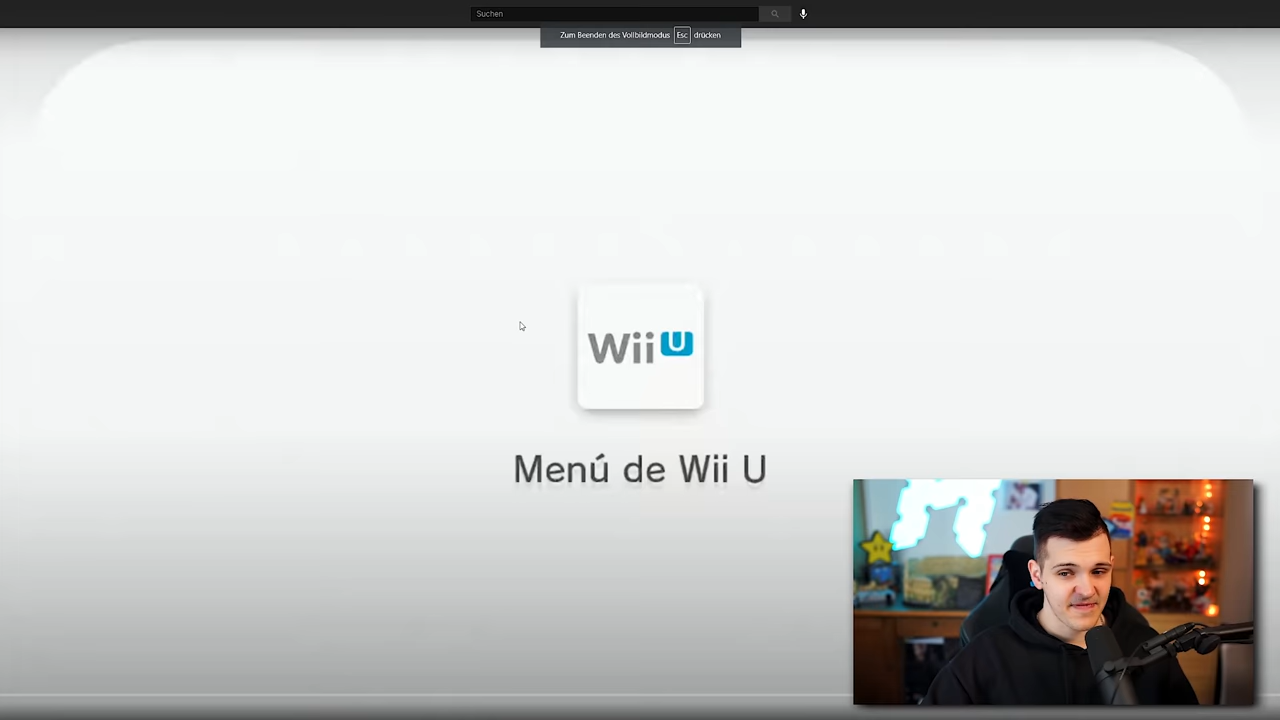 Suchen
Zum Beenden des Vollbildmodus Esc drücken
Wii U
Menú de Wii U